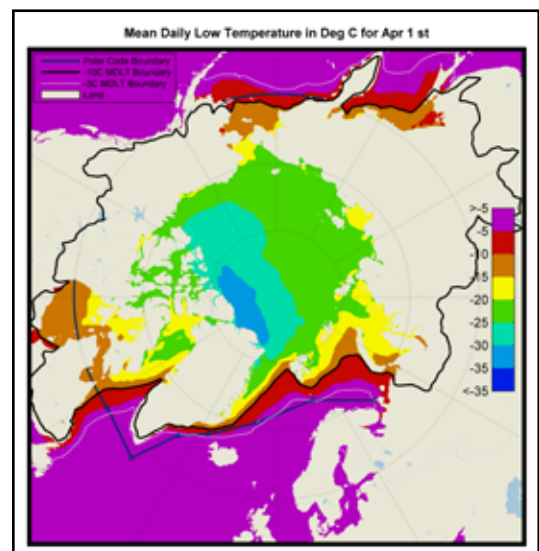 Mean Daily Low Temperature in Deg C for Apr 1 st
Polar Code Boundary
-10C MDLT Boundary
-3C MDLT Boundary
Land
>-5
-5
-10
-15
-20
-25
-30
-35
<-35